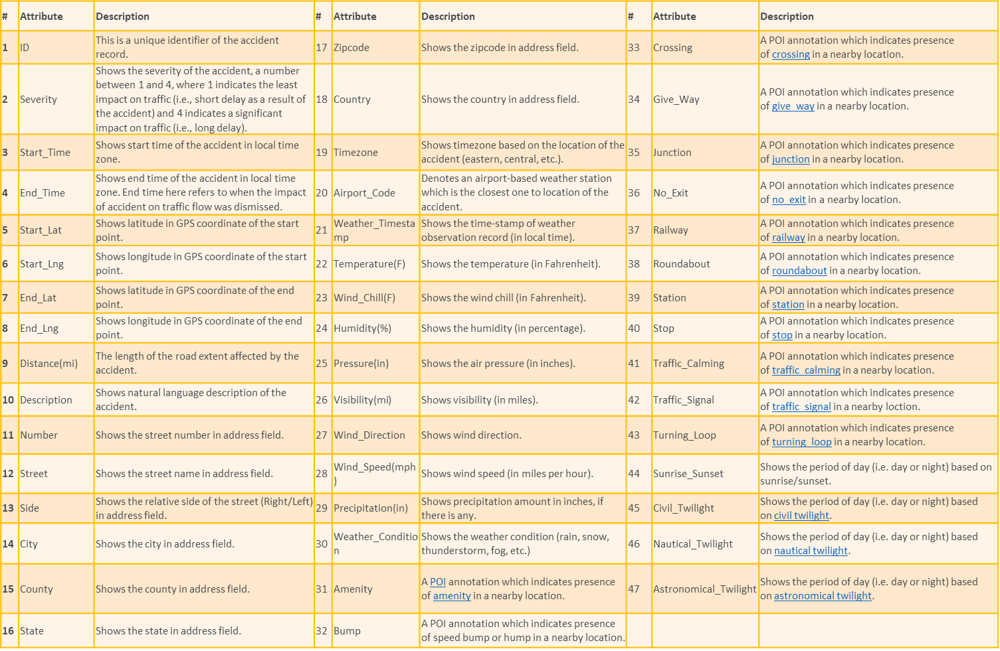 # Attribute Description # Attribute Description # Attribute Description
1 ID This is a unique identifier of the accident
record.
17 Zipcode Shows the zipcode in address field.
33 Crossing A POI annotation which indicates presence
of crossing in a nearby location.
2 Severity Shows the severity of the accident, a number
between 1 and 4, where 1 indicates the least
impact on traffic (i.e., short delay as a result of
the accident) and 4 indicates a significant
impact on traffic (i.e., long delay).
18 Country Shows the country in address field.
34 Give_Way A POI annotation which indicates presence
of give_way in a nearby location.
3 Start_Time Shows start time of the accident in local time
zone.
19 Timezone Shows timezone based on the location of the
accident (eastern, central, etc.).
35 Junction A POI annotation which indicates presence
of junction in a nearby location.
4 End_Time Shows end time of the accident in local time
zone. End time here refers to when the impact
of accident on traffic flow was dismissed.
20 Airport_Code Denotes an airport-based weather station
which is the closest one to location of the
accident.
36 No_Exit A POI annotation which indicates presence
of no_exit in a nearby location.
5 Start_Lat Shows latitude in GPS coordinate of the start
point.
21 Weather_Timesta
mp
Shows the time-stamp of weather
observation record (in local time).
37 Railway A POI annotation which indicates presence
of railway in a nearby location.
6 Start_Lng Shows longitude in GPS coordinate of the start
point.
22 Temperature(F) Shows the temperature (in Fahrenheit).
38 Roundabout A POI annotation which indicates presence
of roundabout in a nearby location.
7 End_Lat Shows latitude in GPS coordinate of the end
point.
23 Wind_Chill(F) Shows the wind chill (in Fahrenheit).
39 Station A POI annotation which indicates presence
of station in a nearby location.
8 End_Lng Shows longitude in GPS coordinate of the end
point.
24 Humidity(%) Shows the humidity (in percentage).
40 Stop A POI annotation which indicates presence
of stop in a nearby location.
9 Distance(mi) The length of the road extent affected by the
accident.
25 Pressure(in) Shows the air pressure (in inches).
41 Traffic_Calming A POI annotation which indicates presence
of traffic_calming in a nearby location.
10 Description Shows natural language description of the
accident.
26 Visibility(mi) Shows visibility (in miles).
42 Traffic_Signal A POI annotation which indicates presence
of traffic_signal in a nearby loction.
11 Number Shows the street number in address field.
27 Wind_Direction Shows wind direction.
43 Turning_Loop A POI annotation which indicates presence
of turning_loop in a nearby location.
12 Street Shows the street name in address field.
28 Wind_Speed(mph
)
Shows wind speed (in miles per hour).
44 Sunrise_Sunset Shows the period of day (i.e. day or night) based on
sunrise/sunset.
13 Side Shows the relative side of the street (Right/Left)
in address field.
29 Precipitation(in) Shows precipitation amount in inches, if
there is any.
45 Civil_Twilight Shows the period of day (i.e. day or night) based
on civil twilight.
14 City Shows the city in address field.
30 Weather_Conditio
n
Shows the weather condition (rain, snow,
thunderstorm, fog, etc.)
46 Nautical_Twilight Shows the period of day (i.e. day or night) based
on nautical twilight.
15 County Shows the county in address field.
31 Amenity A POI annotation which indicates presence
of amenity in a nearby location.
47 Astronomical_Twilight Shows the period of day (i.e. day or night) based
on astronomical twilight.
16 State Shows the state in address field.
32 Bump A POI annotation which indicates presence
of speed bump or hump in a nearby location.